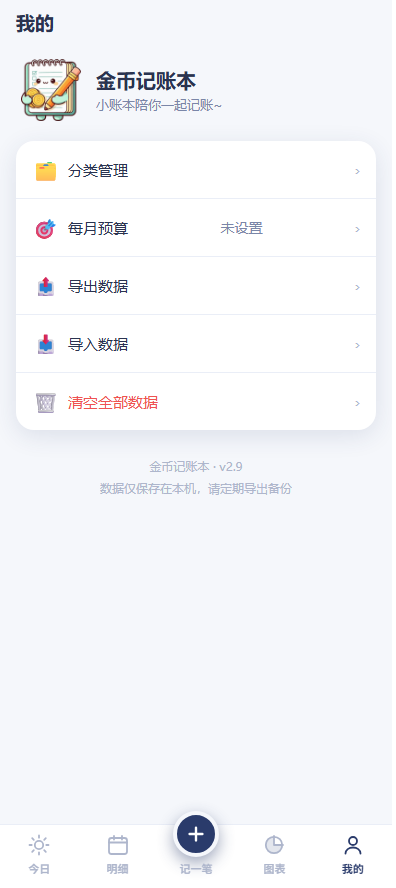 我的
金币记账本
小账本陪你一起记账~
分类管理
每月预算 未设置
导出数据
导入数据
清空全部数据
金币记账本 · v2.9
数据仅保存在本机，请定期导出备份
今日 明细 记一笔 图表 我的